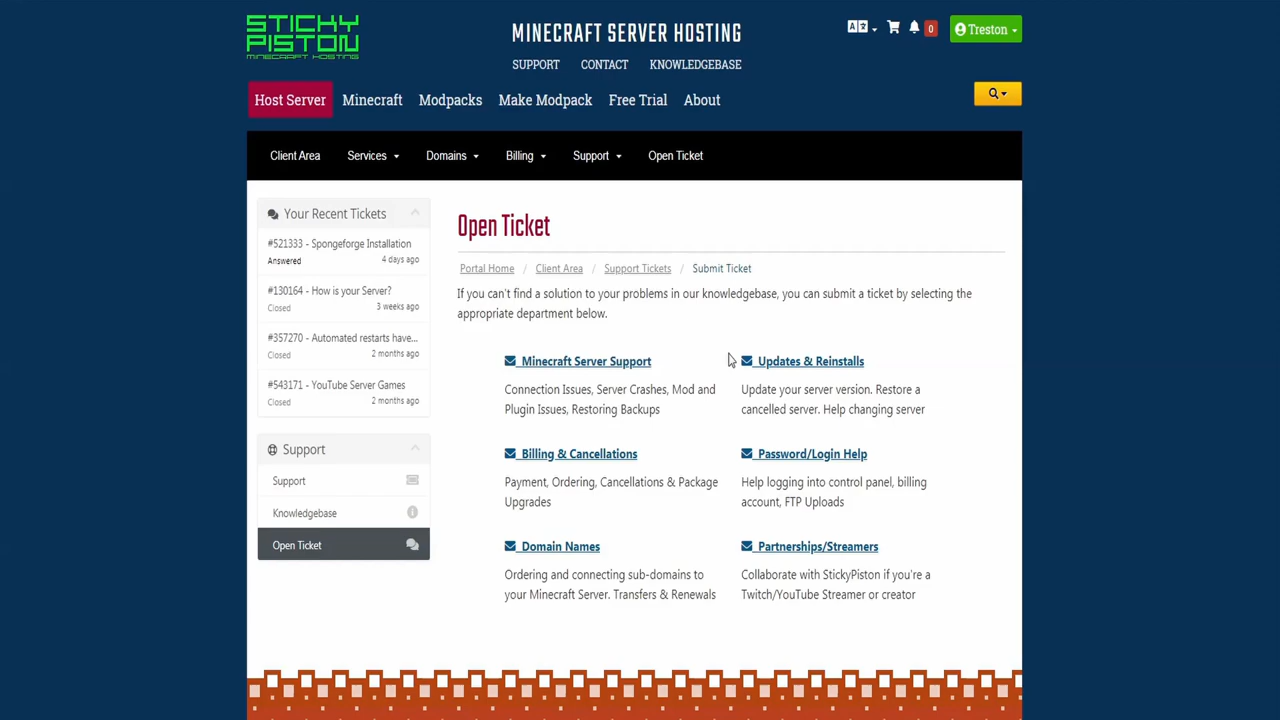 STICKY
PISTON
MINECRAFT HOSTING
MINECRAFT SERVER HOSTING
SUPPORT CONTACT KNOWLEDGEBASE
0
Treston
Host Server Minecraft Modpacks Make Modpack Free Trial About
Client Area Services Domains Billing Support Open Ticket
Your Recent Tickets
#521333 - Spongeforge Installation
Answered 4 days ago
#130164 - How is your Server?
Closed 3 weeks ago
#357270 - Automated restarts have...
Closed 2 months ago
#543171 - YouTube Server Games
Closed 2 months ago
Support
Support
Knowledgebase
Open Ticket
Open Ticket
Portal Home / Client Area / Support Tickets / Submit Ticket
If you can't find a solution to your problems in our knowledgebase, you can submit a ticket by selecting the
appropriate department below.
Minecraft Server Support
Connection Issues, Server Crashes, Mod and
Plugin Issues, Restoring Backups
Updates & Reinstalls
Update your server version. Restore a
cancelled server. Help changing server
Billing & Cancellations
Payment, Ordering, Cancellations & Package
Upgrades
Password/Login Help
Help logging into control panel, billing
account, FTP Uploads
Domain Names
Ordering and connecting sub-domains to
your Minecraft Server. Transfers & Renewals
Partnerships/Streamers
Collaborate with StickyPiston if you're a
Twitch/YouTube Streamer or creator